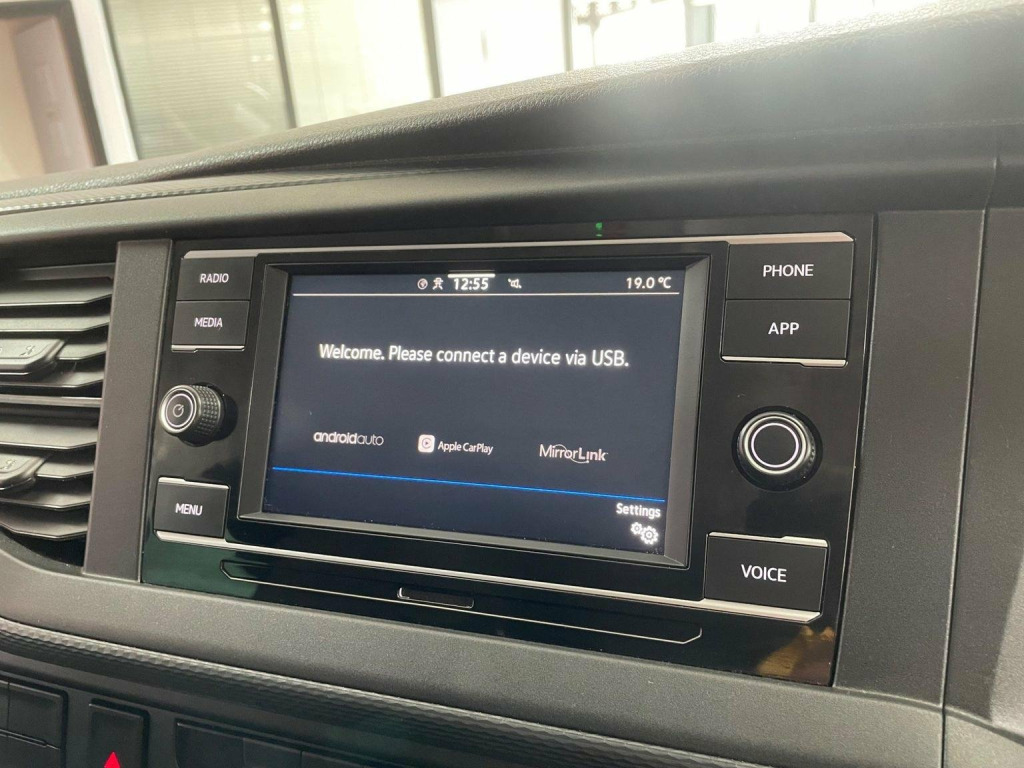 RADIO
MEDIA
MENU
12:55
19.0 °C
Welcome. Please connect a device via USB.
androidauto
Apple CarPlay
MirrorLink
Settings
PHONE
APP
VOICE